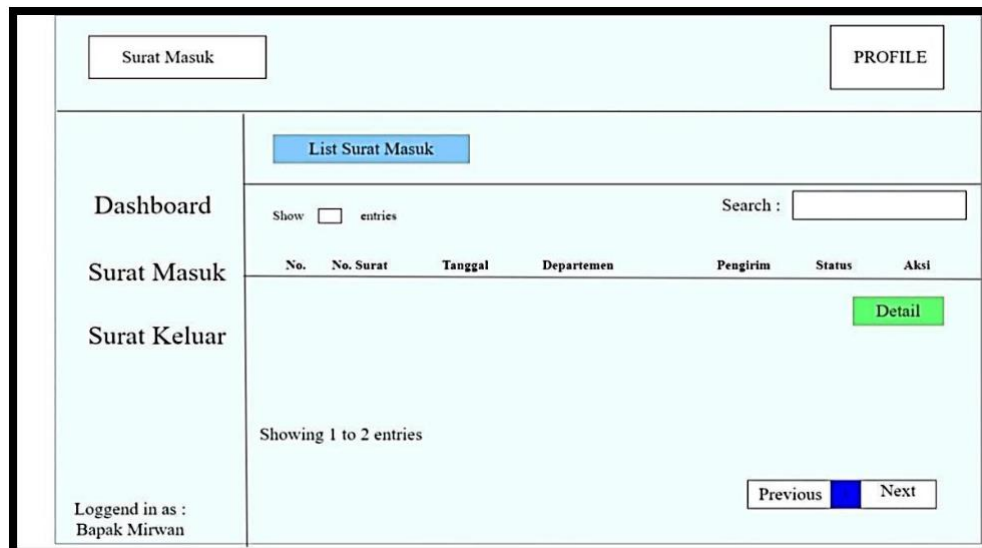 Surat Masuk
PROFILE
List Surat Masuk
Dashboard
Surat Masuk
Surat Keluar
Show entries
Search :
No. No. Surat Tanggal Departemen Pengirim Status Aksi
Detail
Showing 1 to 2 entries
Previous Next
Loggend in as :
Bapak Mirwan